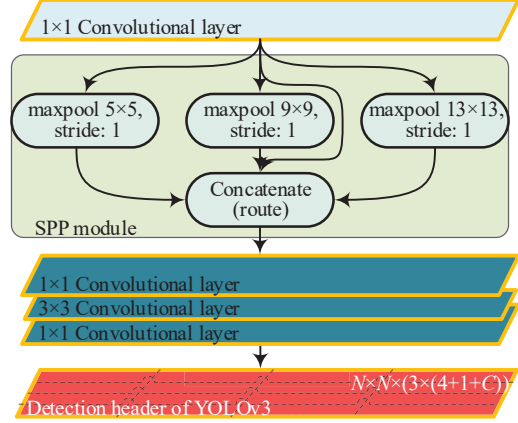 1×1 Convolutional layer
maxpool 5×5,
stride: 1
maxpool 9×9,
stride: 1
maxpool 13×13,
stride: 1
Concatenate
(route)
SPP module
1×1 Convolutional layer
3×3 Convolutional layer
1×1 Convolutional layer
N×N×(3×(4+1+C))
Detection header of YOLOv3